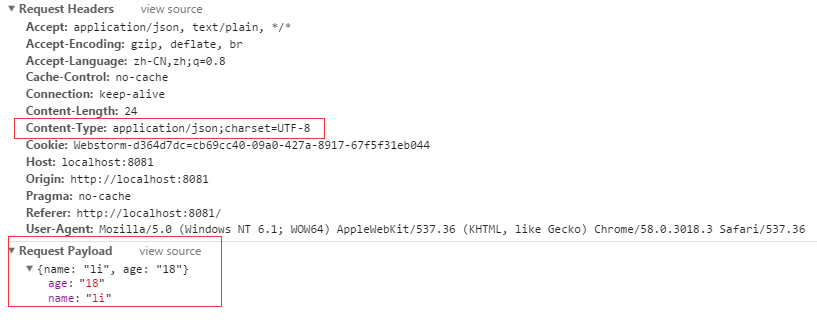 Request Headers view source
Accept: application/json, text/plain, */*
Accept-Encoding: gzip, deflate, br
Accept-Language: zh-CN,zh;q=0.8
Cache-Control: no-cache
Connection: keep-alive
Content-Length: 24
Content-Type: application/json;charset=UTF-8
Cookie: Webstorm-d364d7dc=cb69cc40-09a0-427a-8917-67f5f31eb044
Host: localhost:8081
Origin: http://localhost:8081
Pragma: no-cache
Referer: http://localhost:8081/
User-Agent: Mozilla/5.0 (Windows NT 6.1; WOW64) AppleWebKit/537.36 (KHTML, like Gecko) Chrome/58.0.3018.3 Safari/537.36
Request Payload view source
{name: "li", age: "18"}
age: "18"
name: "li"